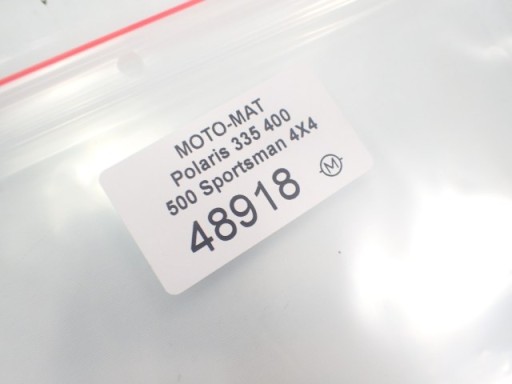 MOTO-MAT
Polaris 335 400
500 Sportsman 4X4
48918
M